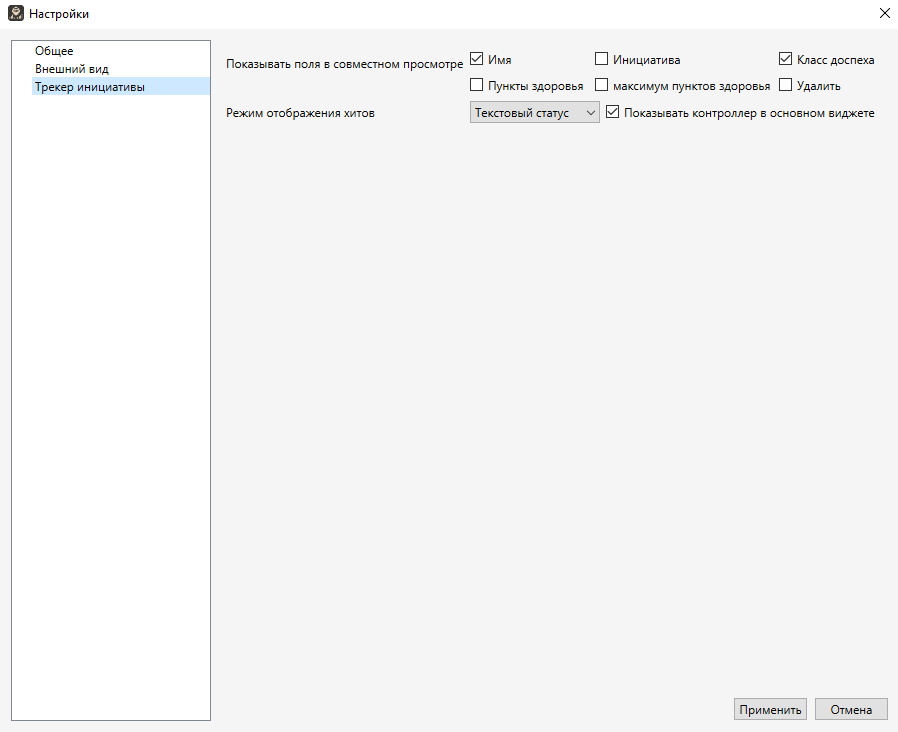 Настройки
Общее
Внешний вид
Трекер инициативы
Показывать поля в совместном просмотре
Имя
Инициатива
Класс доспеха
Пункты здоровья
максимум пунктов здоровья
Удалить
Режим отображения хитов
Текстовый статус
Показывать контроллер в основном виджете
Применить
Отмена